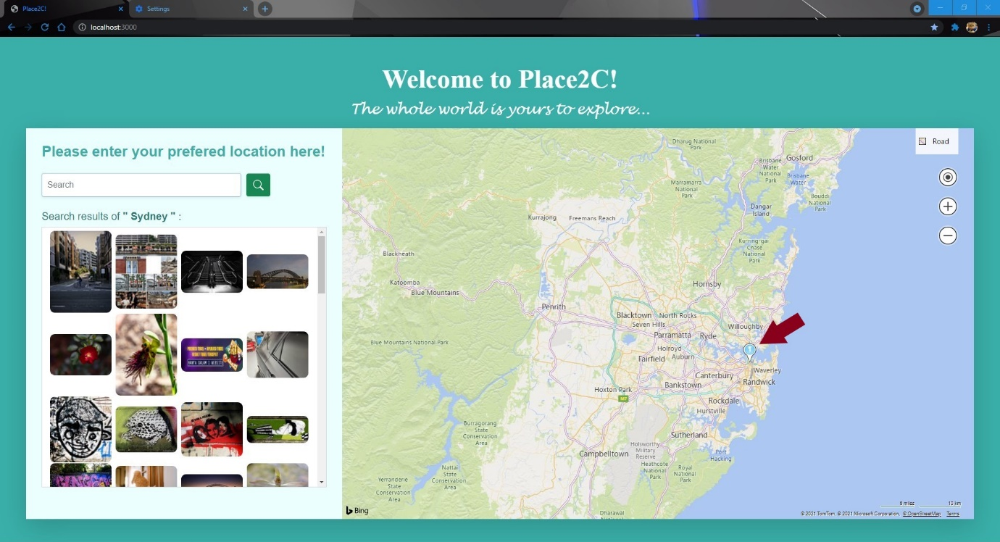 Place2C!
Settings
localhost:3000
Welcome to Place2C!
The whole world is yours to explore...
Please enter your prefered location here!
Search
Search results of " Sydney " :
Road
Dharug National Park
Gosford
Brisbane Water National Park
Brisbane Water
Marramarra National Park
Bouddi National Park
Dangar Island
Kurrajong
Freemans Reach
Ku-ring-gai Chase National Park
Blackheath
Katoomba
Blue Mountains
Hornsby
Penrith
Blacktown
North Rocks
Seven Hills
Willoughby
Parramatta
Ryde
Blue Mountains National Park
Holroyd
Auburn
Fairfield
1
Waverley
Canterbury
Randwick
Bankstown
Hoxton Park
M7
Rockdale
Hurstville
Burragorang State Conservation Area
Sutherland
Holsworthy Military Reserve
Campbelltown
Port Hacking
Heathcote National Park
Royal National Park
Nattai State Conservation Area
Yerranderie State Conservation Area
Dharawal
Bing
6 miles
10 km
© 2021 TomTom, © 2021 Microsoft Corporation, © OpenStreetMap Terms